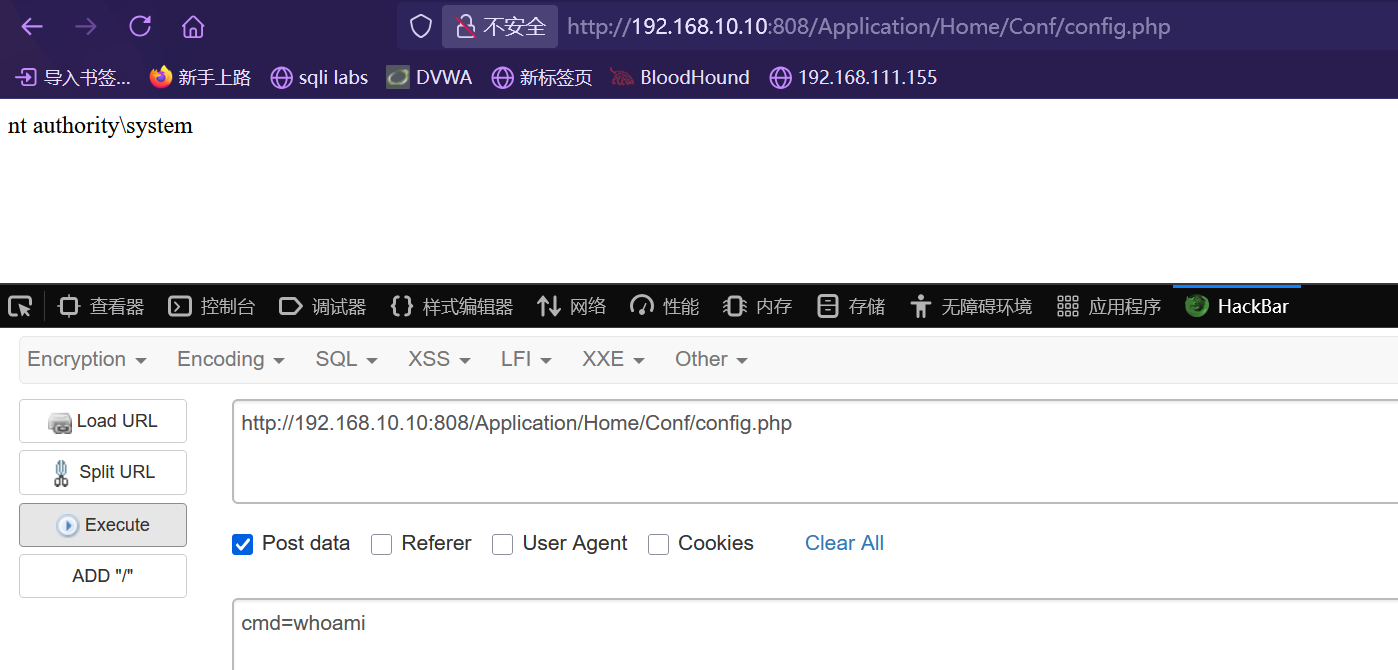 不安全 http://192.168.10.10:808/Application/Home/Conf/config.php
导入书签... 新手上路 sqli labs DVWA 新标签页 BloodHound 192.168.111.155
nt authority\system
查看器 控制台 调试器 样式编辑器 网络 性能 内存 存储 无障碍环境 应用程序 HackBar
Encryption Encoding SQL XSS LFI XXE Other
Load URL
http://192.168.10.10:808/Application/Home/Conf/config.php
Split URL
Execute
Post data Referer User Agent Cookies Clear All
ADD "/"
cmd=whoami